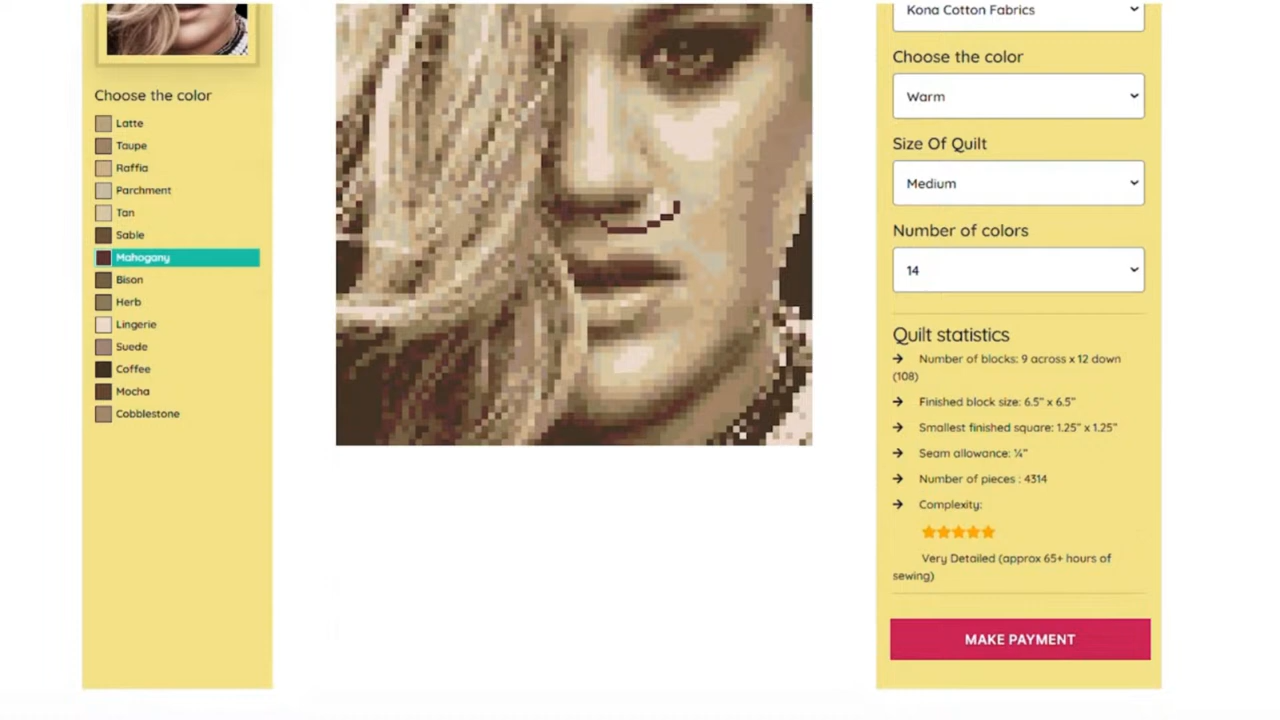 Choose the color
Latte
Taupe
Raffia
Parchment
Tan
Sable
Mahogany
Bison
Herb
Lingerie
Suede
Coffee
Mocha
Cobblestone
Kona Cotton Fabrics
Choose the color
Warm
Size Of Quilt
Medium
Number of colors
14
Quilt statistics
Number of blocks: 9 across x 12 down
(108)
Finished block size: 6.5" x 6.5"
Smallest finished square: 1.25" x 1.25"
Seam allowance: ¼"
Number of pieces : 4314
Complexity:
Very Detailed (approx 65+ hours of
sewing)
MAKE PAYMENT